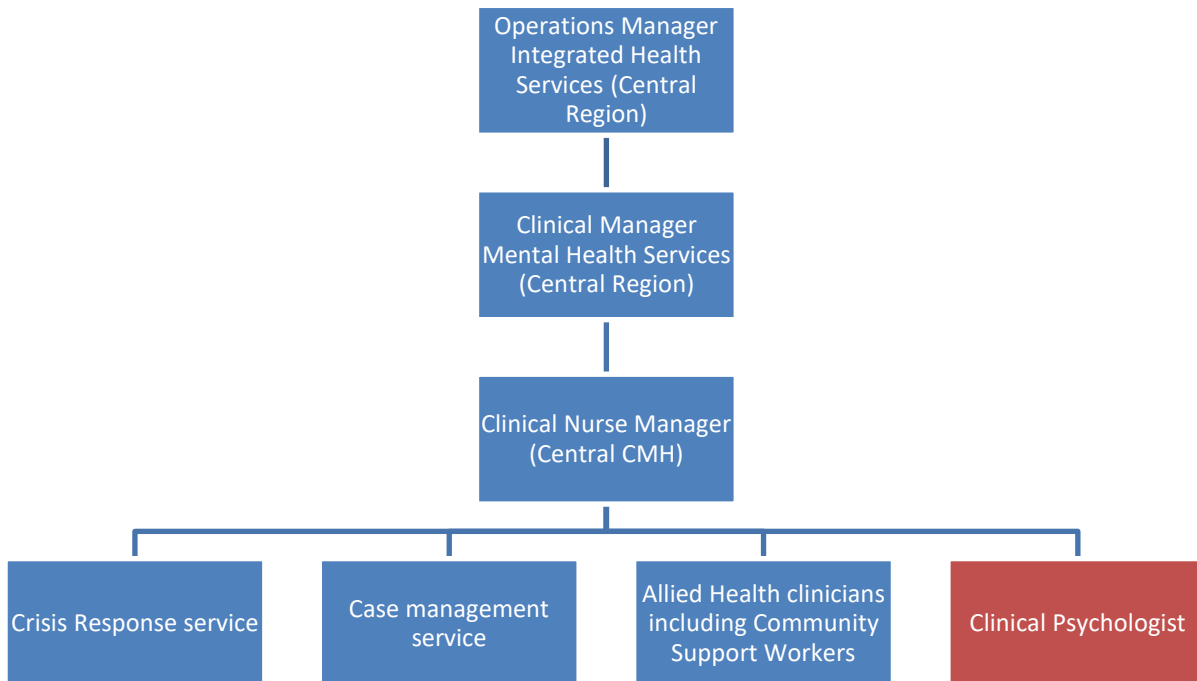 Operations Manager
Integrated Health
Services (Central
Region)
Clinical Manager
Mental Health Services
(Central Region)
Clinical Nurse Manager
(Central CMH)
Crisis Response service
Case management
service
Allied Health clinicians
including Community
Support Workers
Clinical Psychologist